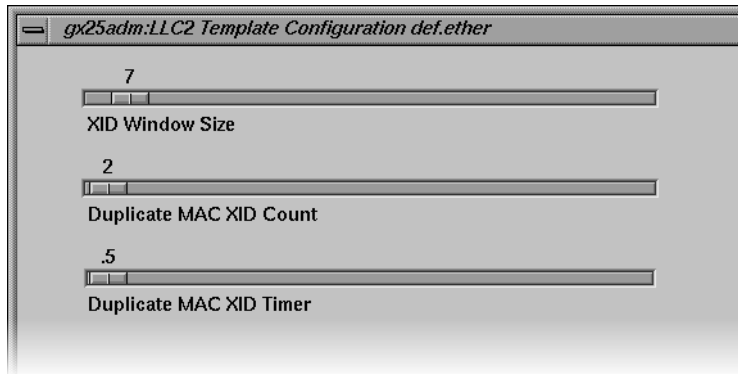 gx25adm:LLC2 Template Configuration def.ether
7
XID Window Size
2
Duplicate MAC XID Count
.5
Duplicate MAC XID Timer